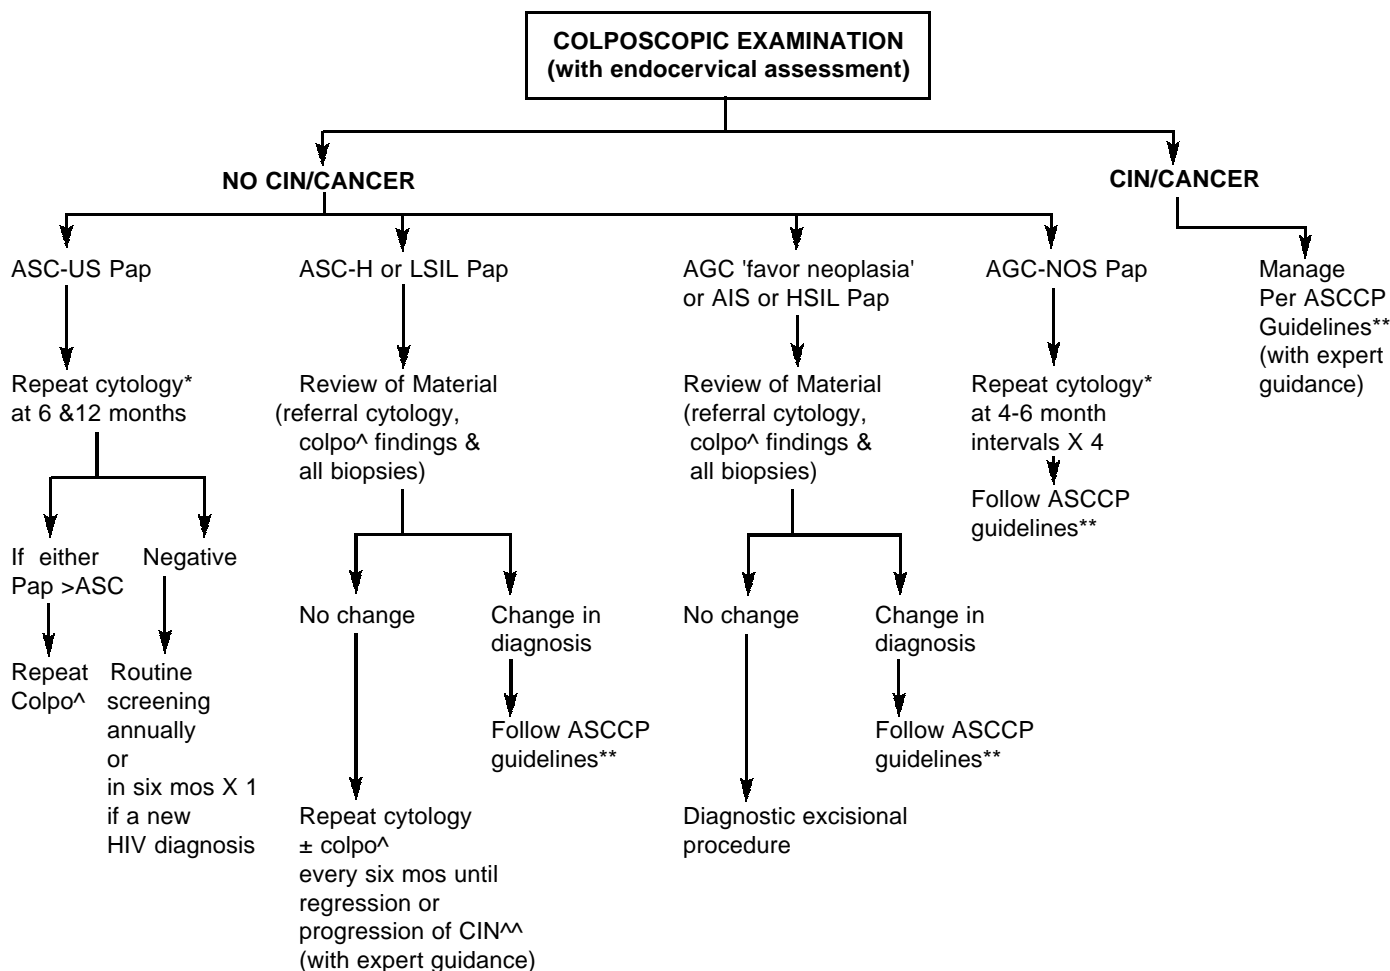 COLPOSCOPIC EXAMINATION
(with endocervical assessment)
NO CIN/CANCER
CIN/CANCER
ASC-US Pap
Repeat cytology*
at 6 &12 months
If either
Pap >ASC
Repeat
Colpo^
Negative
Routine
screening
annually
or
in six mos X 1
if a new
HIV diagnosis
ASC-H or LSIL Pap
Review of Material
(referral cytology,
colpo^ findings &
all biopsies)
No change
Repeat cytology
± colpo^
every six mos until
regression or
progression of CIN^^
(with expert guidance)
Change in
diagnosis
Follow ASCCP
guidelines**
AGC 'favor neoplasia'
or AIS or HSIL Pap
Review of Material
(referral cytology,
colpo^ findings &
all biopsies)
No change
Diagnostic excisional
procedure
Change in
diagnosis
Follow ASCCP
guidelines**
AGC-NOS Pap
Repeat cytology*
at 4-6 month
intervals X 4
Follow ASCCP
guidelines**
Manage
Per ASCCP
Guidelines**
(with expert
guidance)